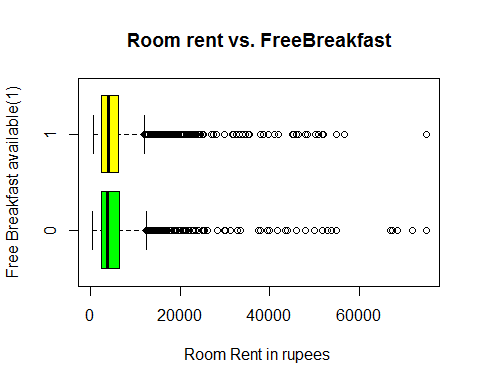 Room rent vs. FreeBreakfast
Free Breakfast available(1)
1
0
0
20000
40000
60000
Room Rent in rupees